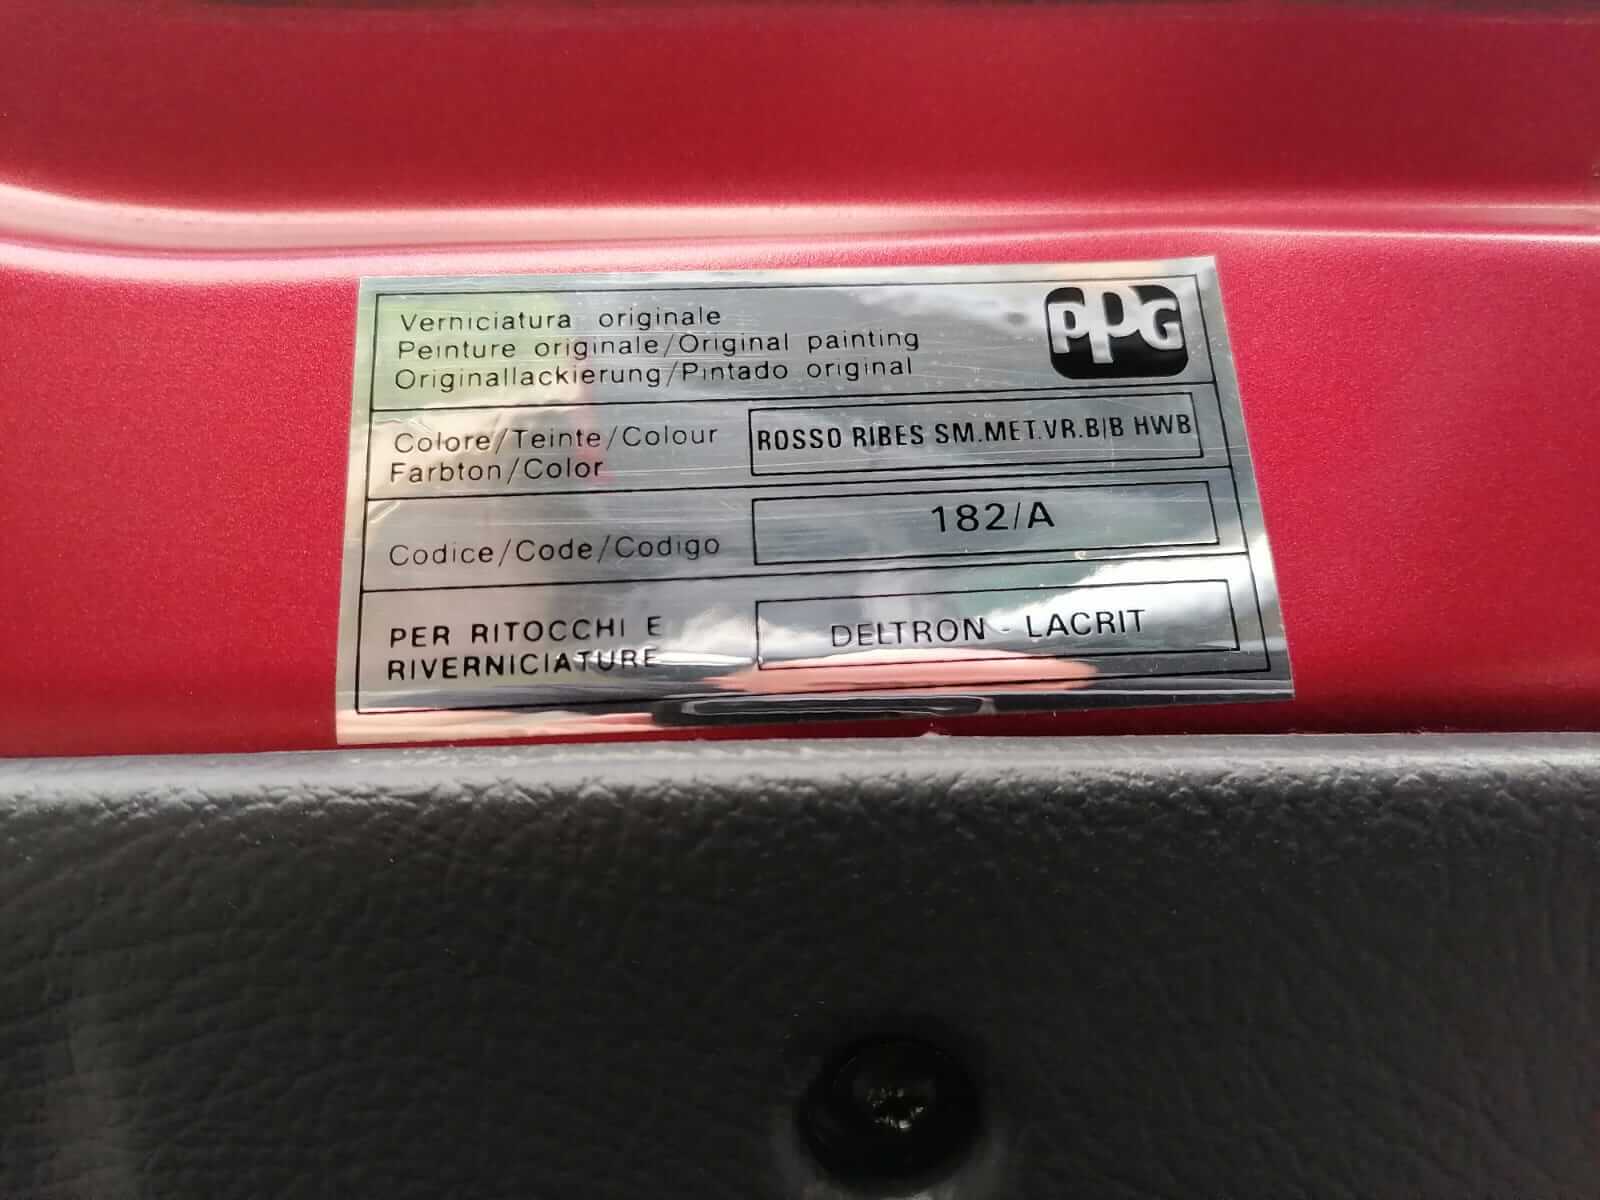 Verniciatura originale
Peinture originale/Original painting
Originallackierung/Pintado original
PPG
Colore/Teinte/Colour
Farbton/Color
ROSSO RIBES SM.MET.VR.B/B HWB
Codice/Code/Codigo
182/A
PER RITOCCHI E
RIVERNICIATURE
DELTRON - LACRIT